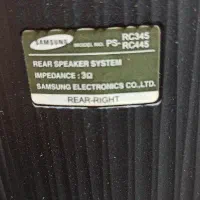 SAMSUNG MODEL NO. PS-RC345
RC445
REAR SPEAKER SYSTEM
IMPEDANCE : 3Ω
SAMSUNG ELECTRONICS CO.,LTD.
REAR-RIGHT